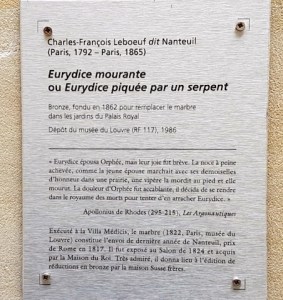 Charles-François Leboeuf dit Nanteuil
(Paris, 1792 – Paris, 1865)
Eurydice mourante
ou Eurydice piquée par un serpent
Bronze, fondu en 1862 pour remplacer le marbre
dans les jardins du Palais Royal
Dépôt du musée du Louvre (RF 117), 1986
« Eurydice épousa Orphée, mais leur joie fut brève. La noce à peine
achevée, comme la jeune épouse marchait avec ses demoiselles
d'honneur dans une prairie, une vipère la mordit au pied et elle
mourut. La douleur d'Orphée fut accablante, il décida de se rendre
dans le royaume des morts pour tenter d'en arracher Eurydice. »
Apollonius de Rhodes (295-215), Les Argonautiques
Exécuté à la Villa Médicis, le marbre (1822, Paris, musée du
Louvre) constitue l'envoi de dernière année de Nanteuil, prix
de Rome en 1817. Il fut exposé au Salon de 1824 et acquis
par la Maison du Roi. Très admiré, il donna lieu à l'édition de
réductions en bronze par la maison Susse frères.